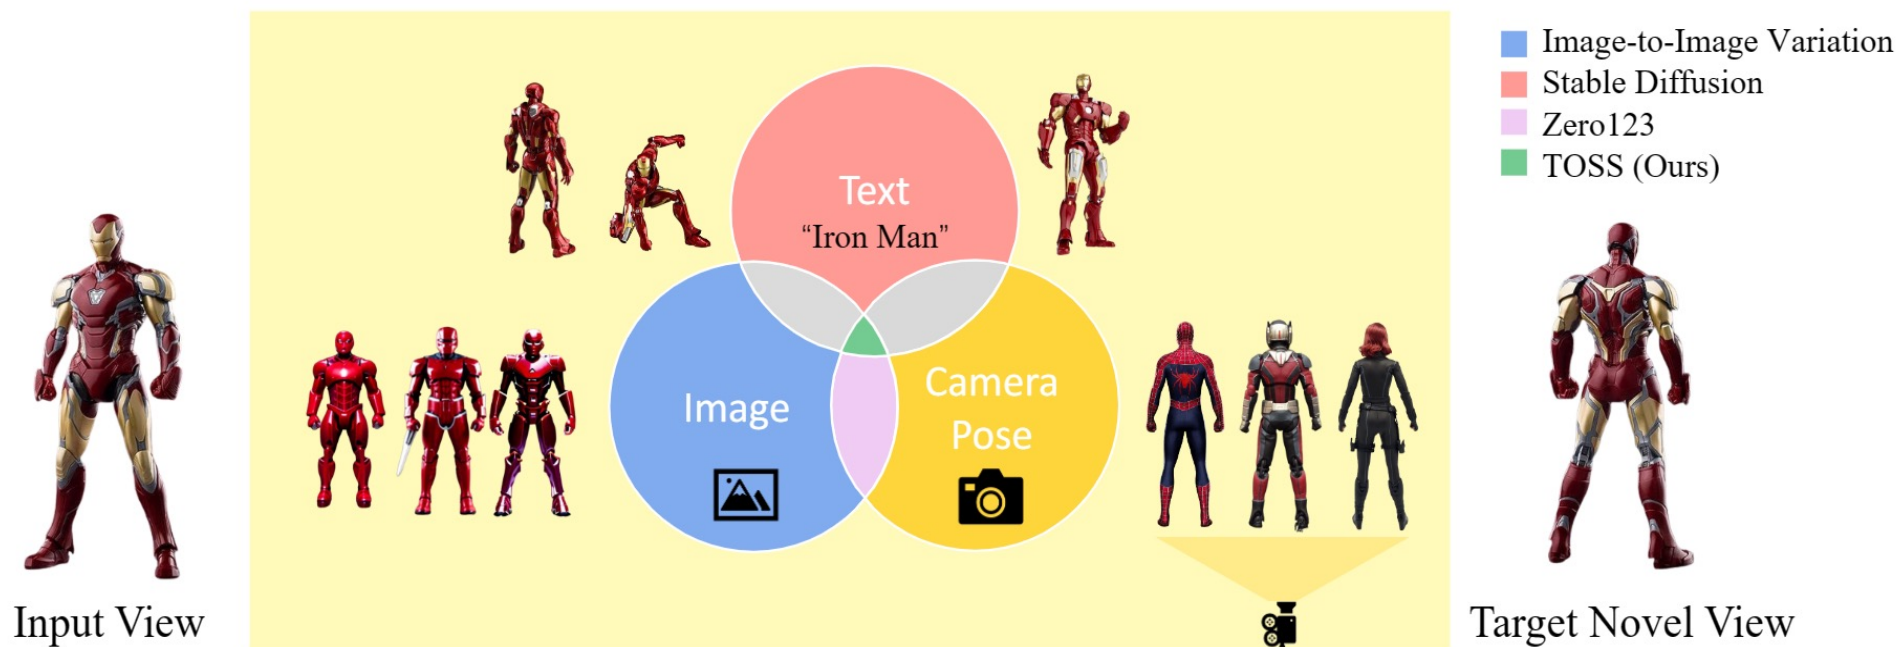 Image-to-Image Variation
Stable Diffusion
Zero123
TOSS (Ours)
Text
“Iron Man”
Image
Camera
Pose
Input View
Target Novel View